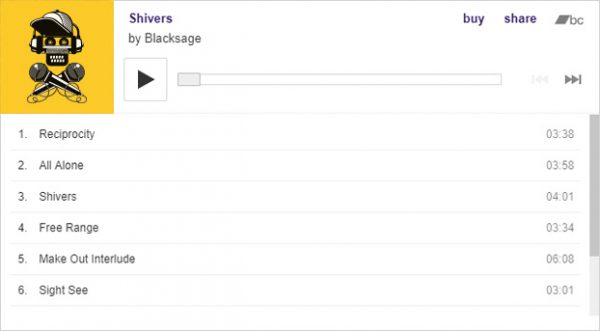 Shivers buy share bc
by Blacksage
1. Reciprocity 03:38
2. All Alone 03:58
3. Shivers 04:01
4. Free Range 03:34
5. Make Out Interlude 06:08
6. Sight See 03:01